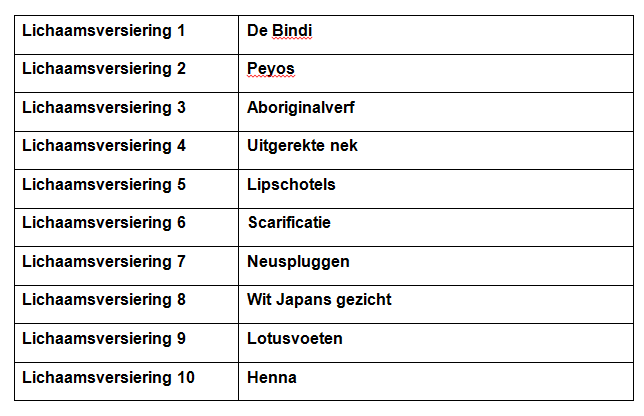 Lichaamsversiering 1 De Bindi
Lichaamsversiering 2 Peyos
Lichaamsversiering 3 Aboriginalverf
Lichaamsversiering 4 Uitgerekte nek
Lichaamsversiering 5 Lipschotels
Lichaamsversiering 6 Scarificatie
Lichaamsversiering 7 Neuspluggen
Lichaamsversiering 8 Wit Japans gezicht
Lichaamsversiering 9 Lotusvoeten
Lichaamsversiering 10 Henna